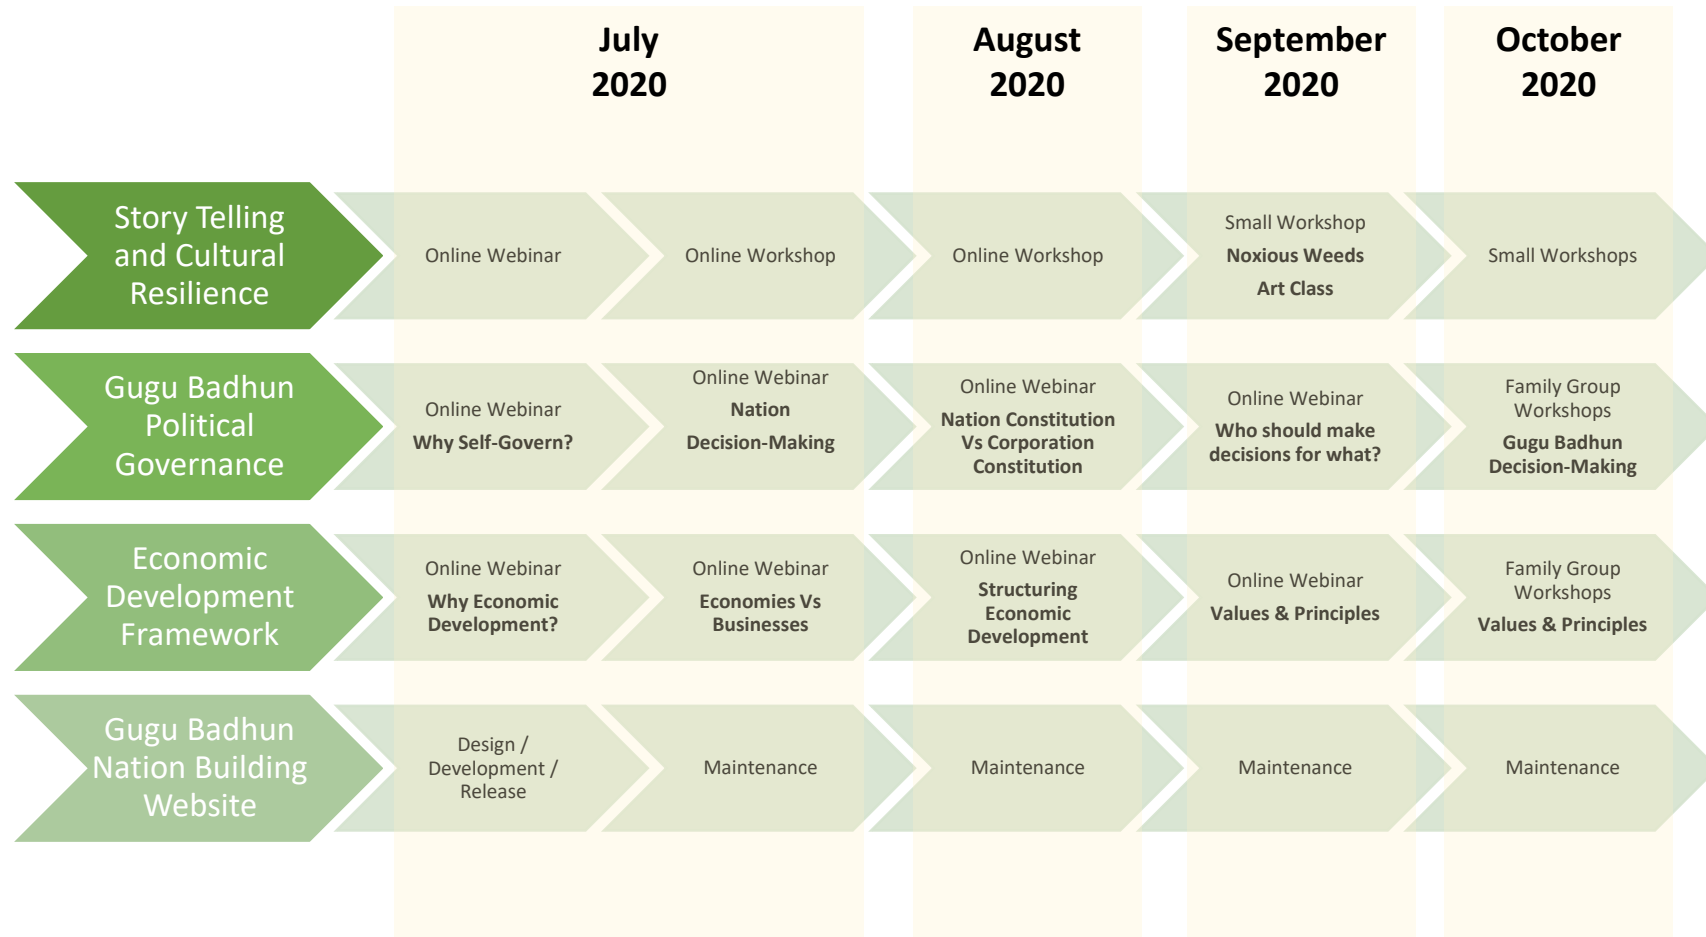 July
2020
August
2020
September
2020
October
2020
Story Telling
and Cultural
Resilience
Online Webinar
Online Workshop
Online Workshop
Small Workshop
Noxious Weeds
Art Class
Small Workshops
Gugu Badhun
Political
Governance
Online Webinar
Why Self-Govern?
Online Webinar
Nation
Decision-Making
Online Webinar
Nation Constitution
Vs Corporation
Constitution
Online Webinar
Who should make
decisions for what?
Family Group
Workshops
Gugu Badhun
Decision-Making
Economic
Development
Framework
Online Webinar
Why Economic
Development?
Online Webinar
Economies Vs
Businesses
Online Webinar
Structuring
Economic
Development
Online Webinar
Values & Principles
Family Group
Workshops
Values & Principles
Gugu Badhun
Nation Building
Website
Design /
Development /
Release
Maintenance
Maintenance
Maintenance
Maintenance